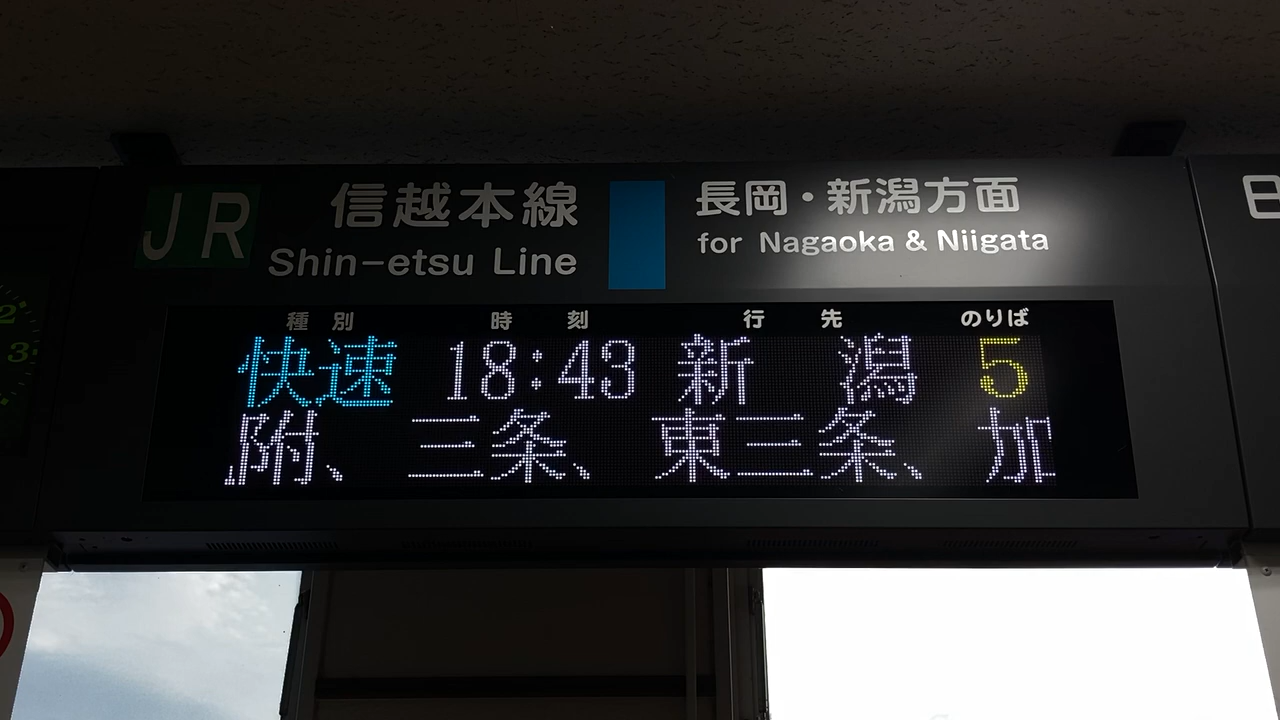 JR 信越本線 長岡・新潟方面
Shin-etsu Line for Nagaoka & Niigata
種別 時刻 行先 のりば
快速 18:43 新潟 5
附、三条、東三条、加
2
3